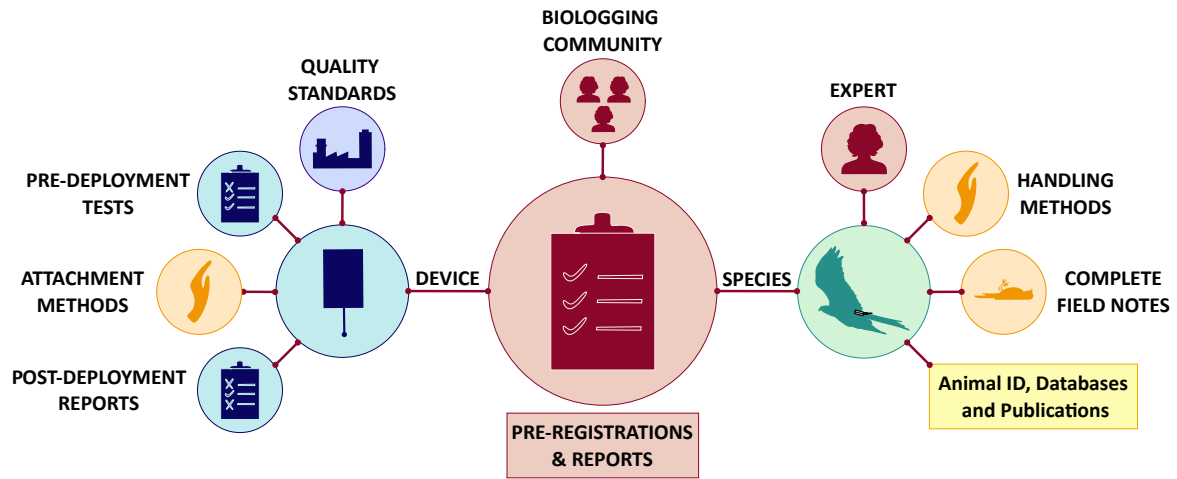 BIOLOGGING
COMMUNITY
QUALITY
STANDARDS
EXPERT
PRE-DEPLOYMENT
TESTS
HANDLING
METHODS
ATTACHMENT
METHODS
DEVICE
SPECIES
COMPLETE
FIELD NOTES
POST-DEPLOYMENT
REPORTS
Animal ID, Databases
and Publications
PRE-REGISTRATIONS
& REPORTS